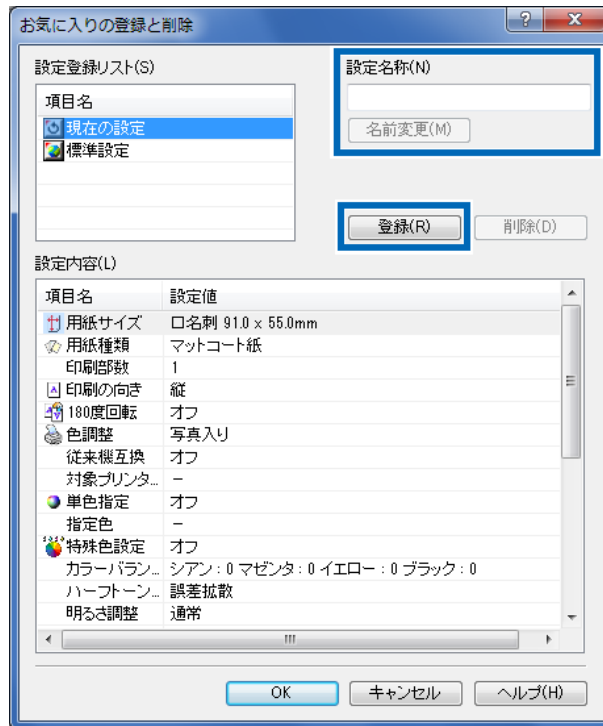 お気に入りの登録と削除
設定登録リスト(S)
設定名称(N)
項目名
現在の設定
標準設定
名前変更(M)
登録(R)
削除(D)
設定内容(L)
項目名 設定値
用紙サイズ 口名刺 91.0 x 55.0mm
用紙種類 マットコート紙
印刷部数 1
印刷の向き 縦
180度回転 オフ
色調整 写真入り
従来機互換 オフ
対象プリンタ... -
単色指定 オフ
指定色 -
特殊色設定 オフ
カラーバラン... シアン : 0 マゼンタ : 0 イエロー : 0 ブラック : 0
ハーフトーン... 誤差拡散
明るさ調整 通常
OK
キャンセル
ヘルプ(H)